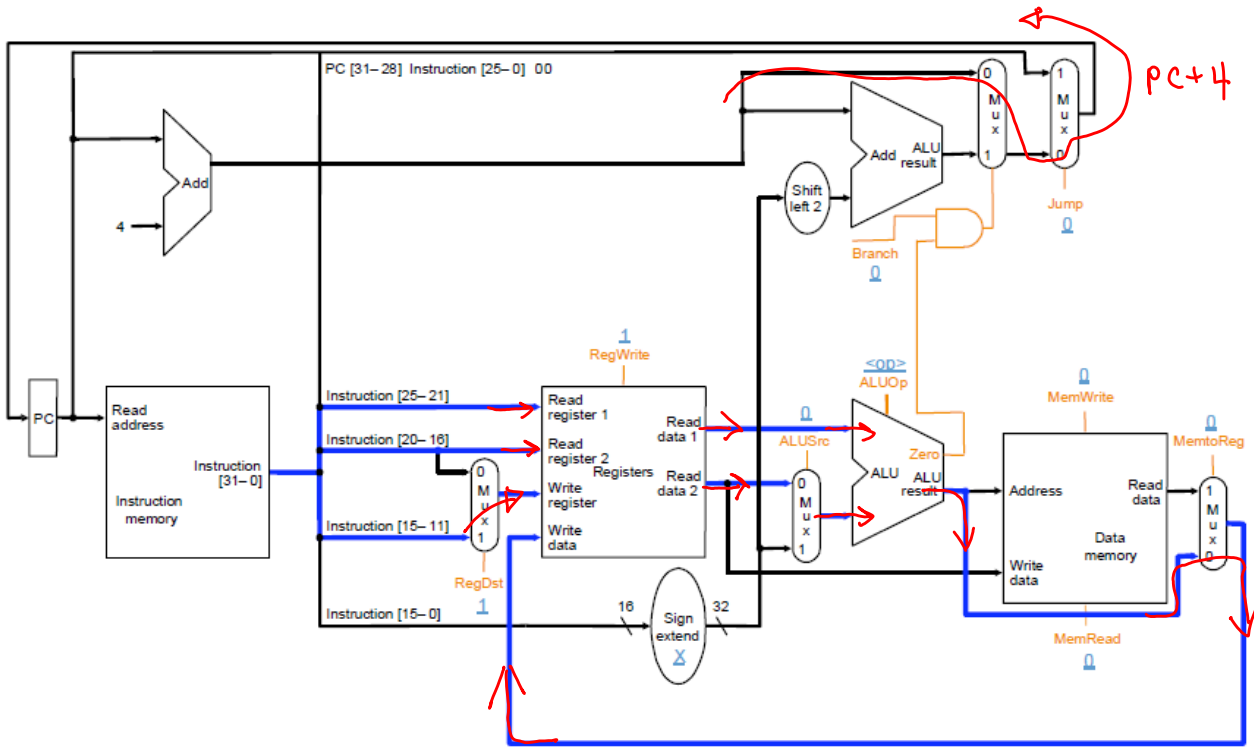 PC [31–28] Instruction [25–0] 00
PC+4
0
M
u
x
1
1
M
u
x
0
Add
4
Add
ALU
result
Shift
left 2
Jump
0
Branch
0
1
RegWrite
<op>
ALUOp
0
MemWrite
0
MemtoReg
PC
Read
address
Instruction
[31–0]
Instruction
memory
Instruction [25–21]
Instruction [20–16]
Instruction [15–11]
Instruction [15–0]
0
M
u
x
1
RegDst
1
Read
register 1
Read
register 2
Write
register
Write
data
Registers
Read
data 1
Read
data 2
0
ALUSrc
0
M
u
x
1
Zero
ALU
ALU
result
Address
Read
data
Data
memory
Write
data
1
M
u
x
0
MemRead
0
16
Sign
extend
X
32